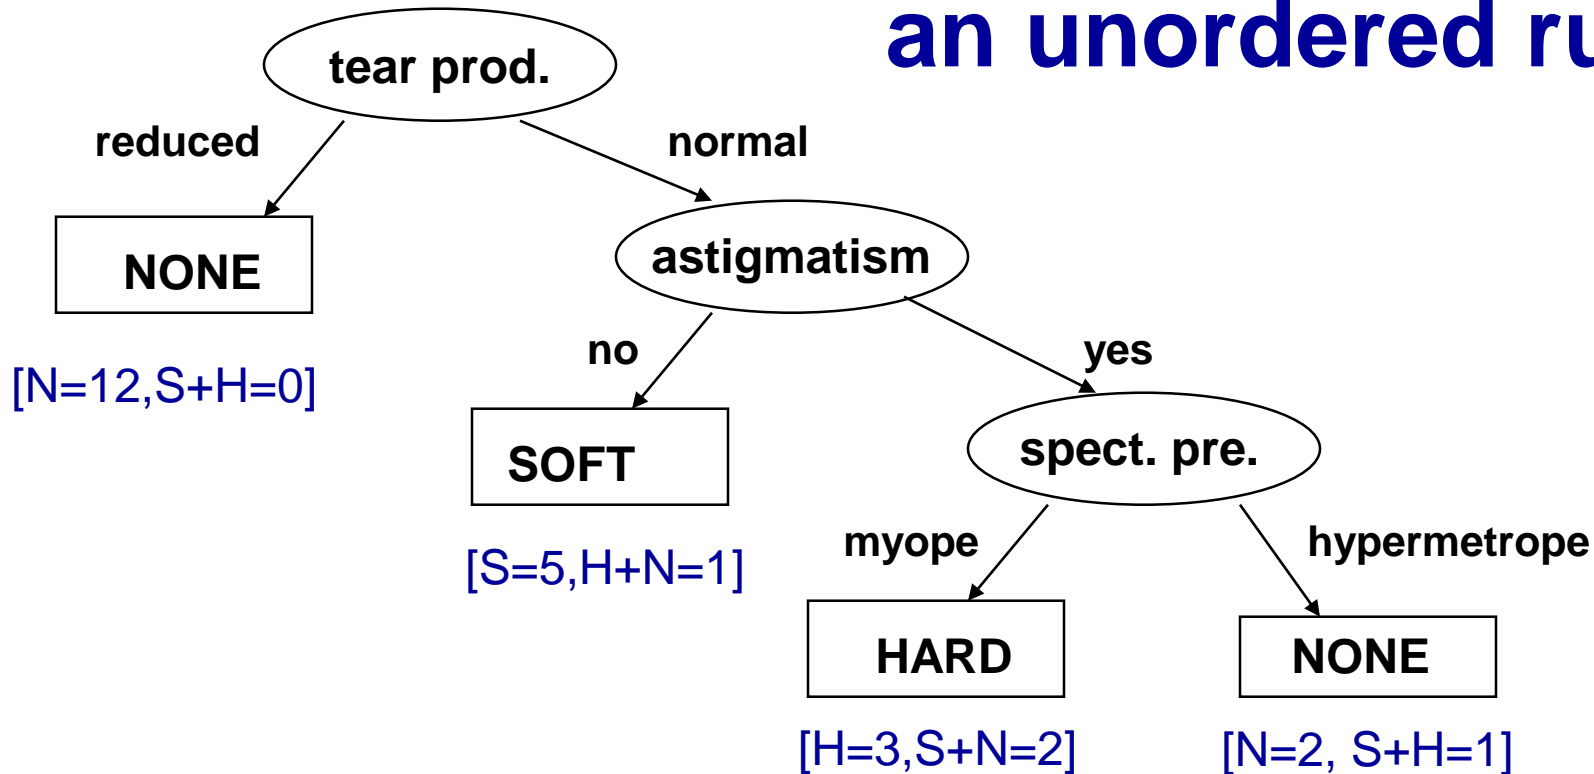 an unordered ru
tear prod.
reduced
normal
NONE
astigmatism
[N=12,S+H=0]
no
yes
SOFT
spect. pre.
[S=5,H+N=1]
myope
hypermetrope
HARD
NONE
[H=3,S+N=2]
[N=2, S+H=1]